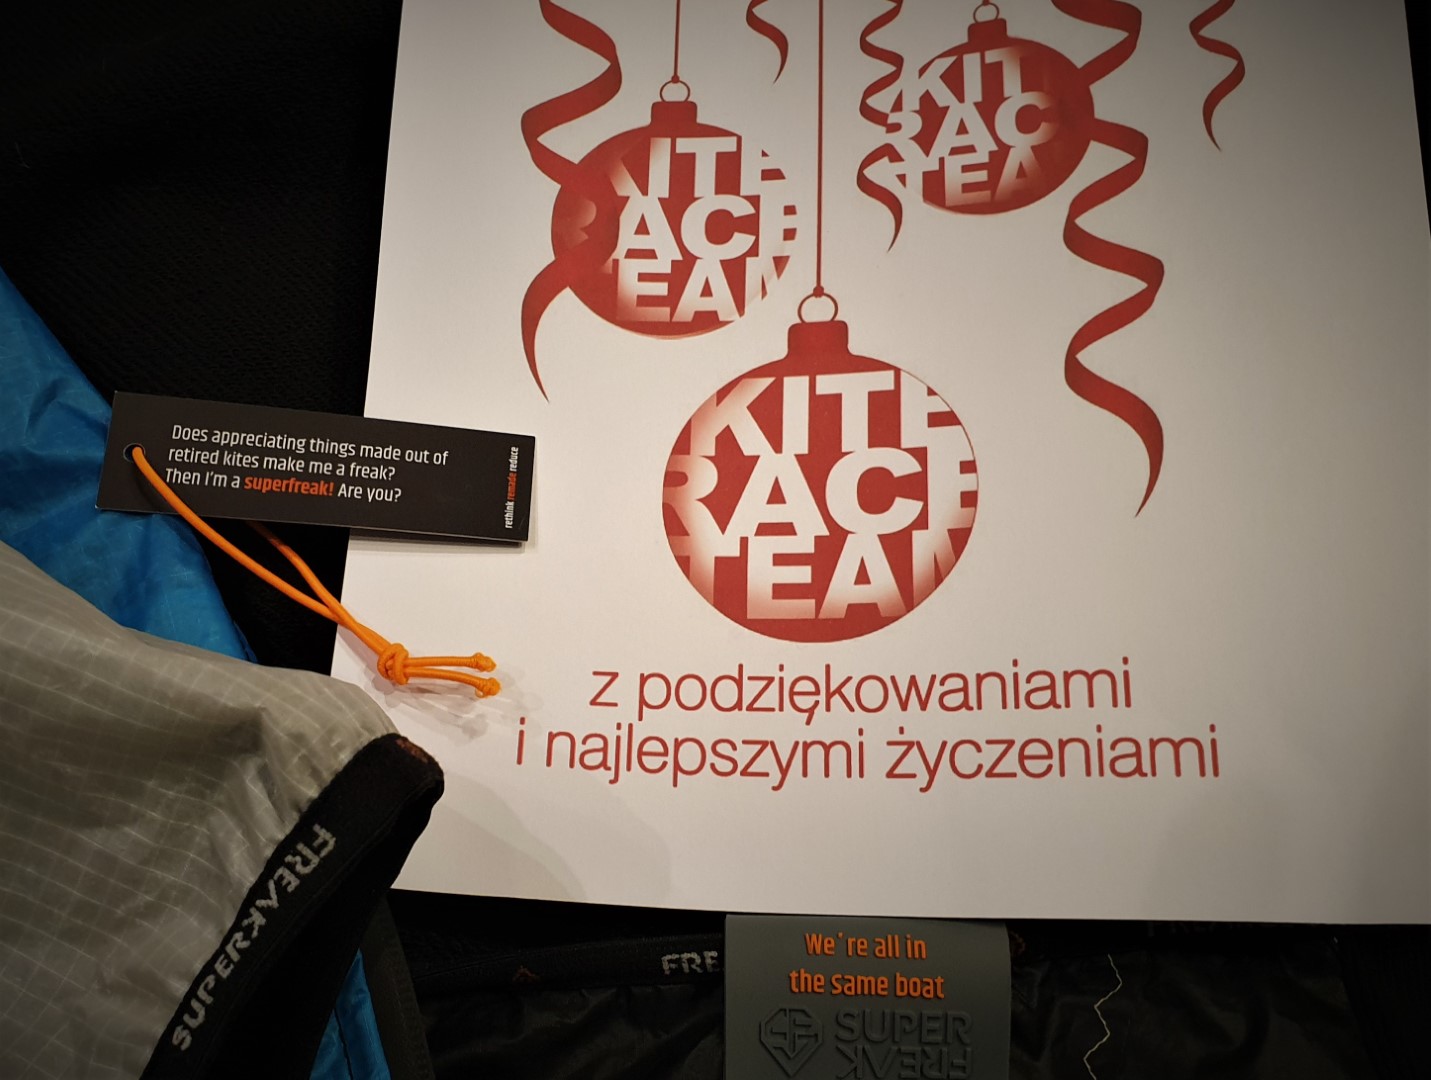 KITE
RACE
TEAM
KIT
RAC
TEA
KITE
RACE
TEAM
z podziękowaniami
i najlepszymi życzeniami
Does appreciating things made out of
retired kites make me a freak?
Then I'm a superfreak! Are you?
rethink remade reduce
SUPERFREAK
FRE
We're all in
the same boat
SF
SUPER
FREAK